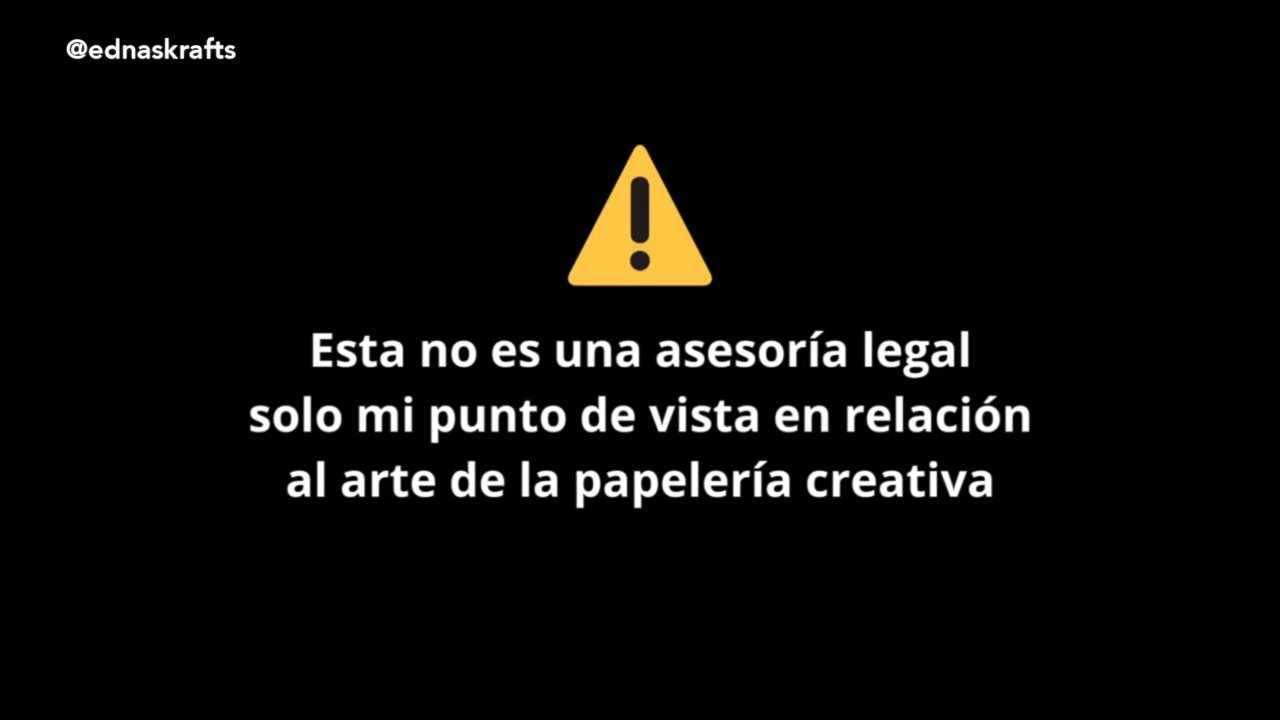 @ednaskrafts
Esta no es una asesoría legal
solo mi punto de vista en relación
al arte de la papelería creativa